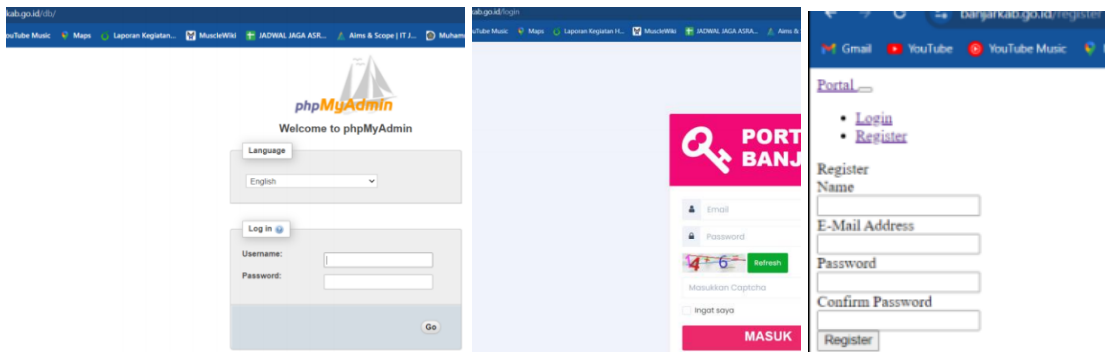 kab.go.id/db/
ouTube Music Maps Laporan Kegiatan... MuscleWiki JADWAL JAGA ASR... Aims & Scope | IT J... Muham
phpMyAdmin
Welcome to phpMyAdmin
Language
English
Log in
Username:
Password:
Go
ab.go.id/login
uTube Music Maps Laporan Kegiatan H... MuscleWiki JADWAL JAGA ASRA... Aims &
PORT
BANJ
Email
Password
Refresh
Masukkan Captcha
Ingat saya
MASUK
banjarkab.go.id/register
Gmail YouTube YouTube Music
Portal
Login
Register
Register
Name
E-Mail Address
Password
Confirm Password
Register